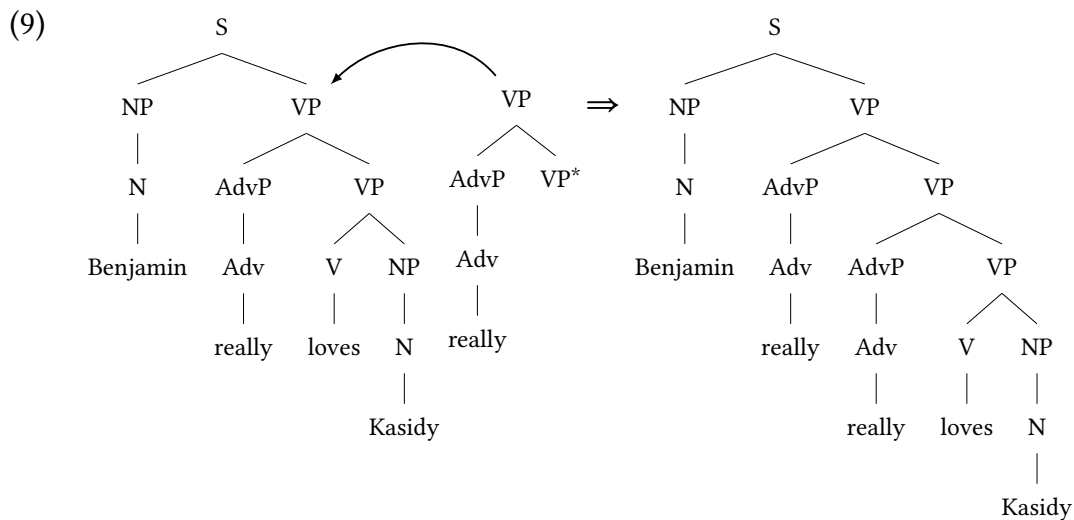 (9) S S
NP VP VP ⇒ NP VP
N AdvP VP AdvP VP* N AdvP VP
Benjamin Adv V NP Adv Benjamin Adv AdvP VP
really loves N really really Adv V NP
Kasidy really loves N
Kasidy